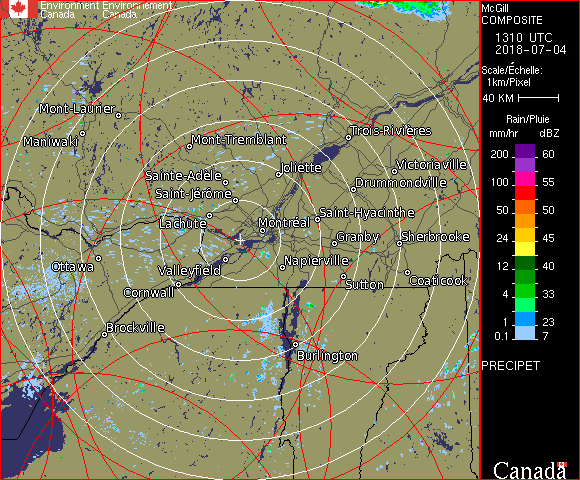 Environment Environnement
Canada Canada
McGill
COMPOSITE
1310 UTC
2018-07-04
Scale/Échelle:
1km/Pixel
40 KM
Rain/Pluie
mm/hr dBZ
200 60
100 55
50 50
24 45
12 40
4 33
1 23
0.1 7
PRECIPET
Canada
Mont-Laurier
Maniwaki
Mont-Tremblant
Trois-Rivières
Sainte-Adèle
Joliette
Victoriaville
Saint-Jérôme
Drummondville
Lachute
Montréal
Saint-Hyacinthe
Granby
Sherbrooke
Ottawa
Valleyfield
Napierville
Cornwall
Sutton
Coaticook
Brockville
Burlington